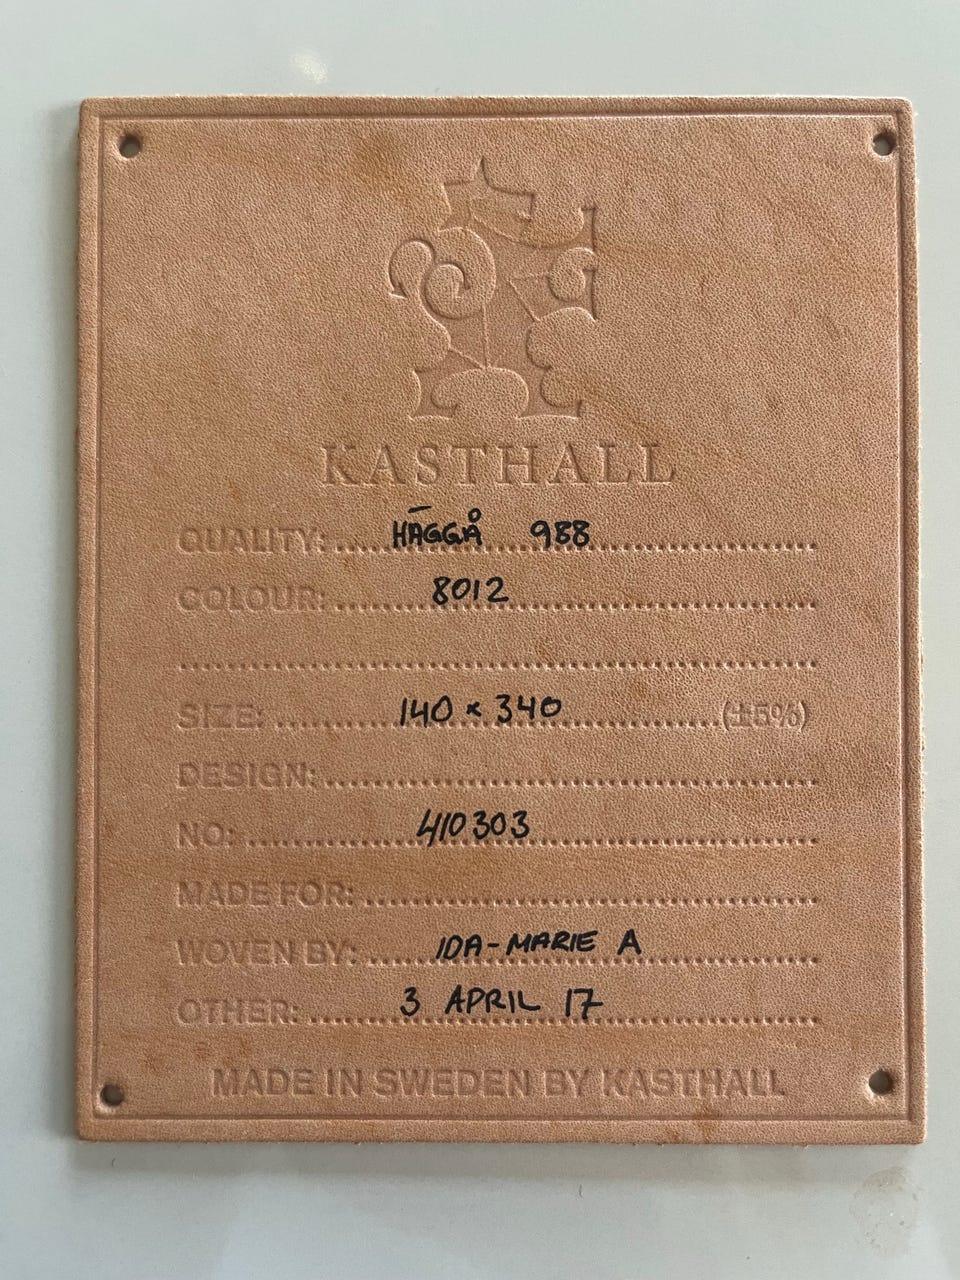 KASTHALL
QUALITY: HÄGGÅ 988
COLOUR: 8012
SIZE: 140 x 340 (±5%)
DESIGN:
NO: 410303
MADE FOR:
WOVEN BY: IDA-MARIE A
OTHER: 3 APRIL 17
MADE IN SWEDEN BY KASTHALL